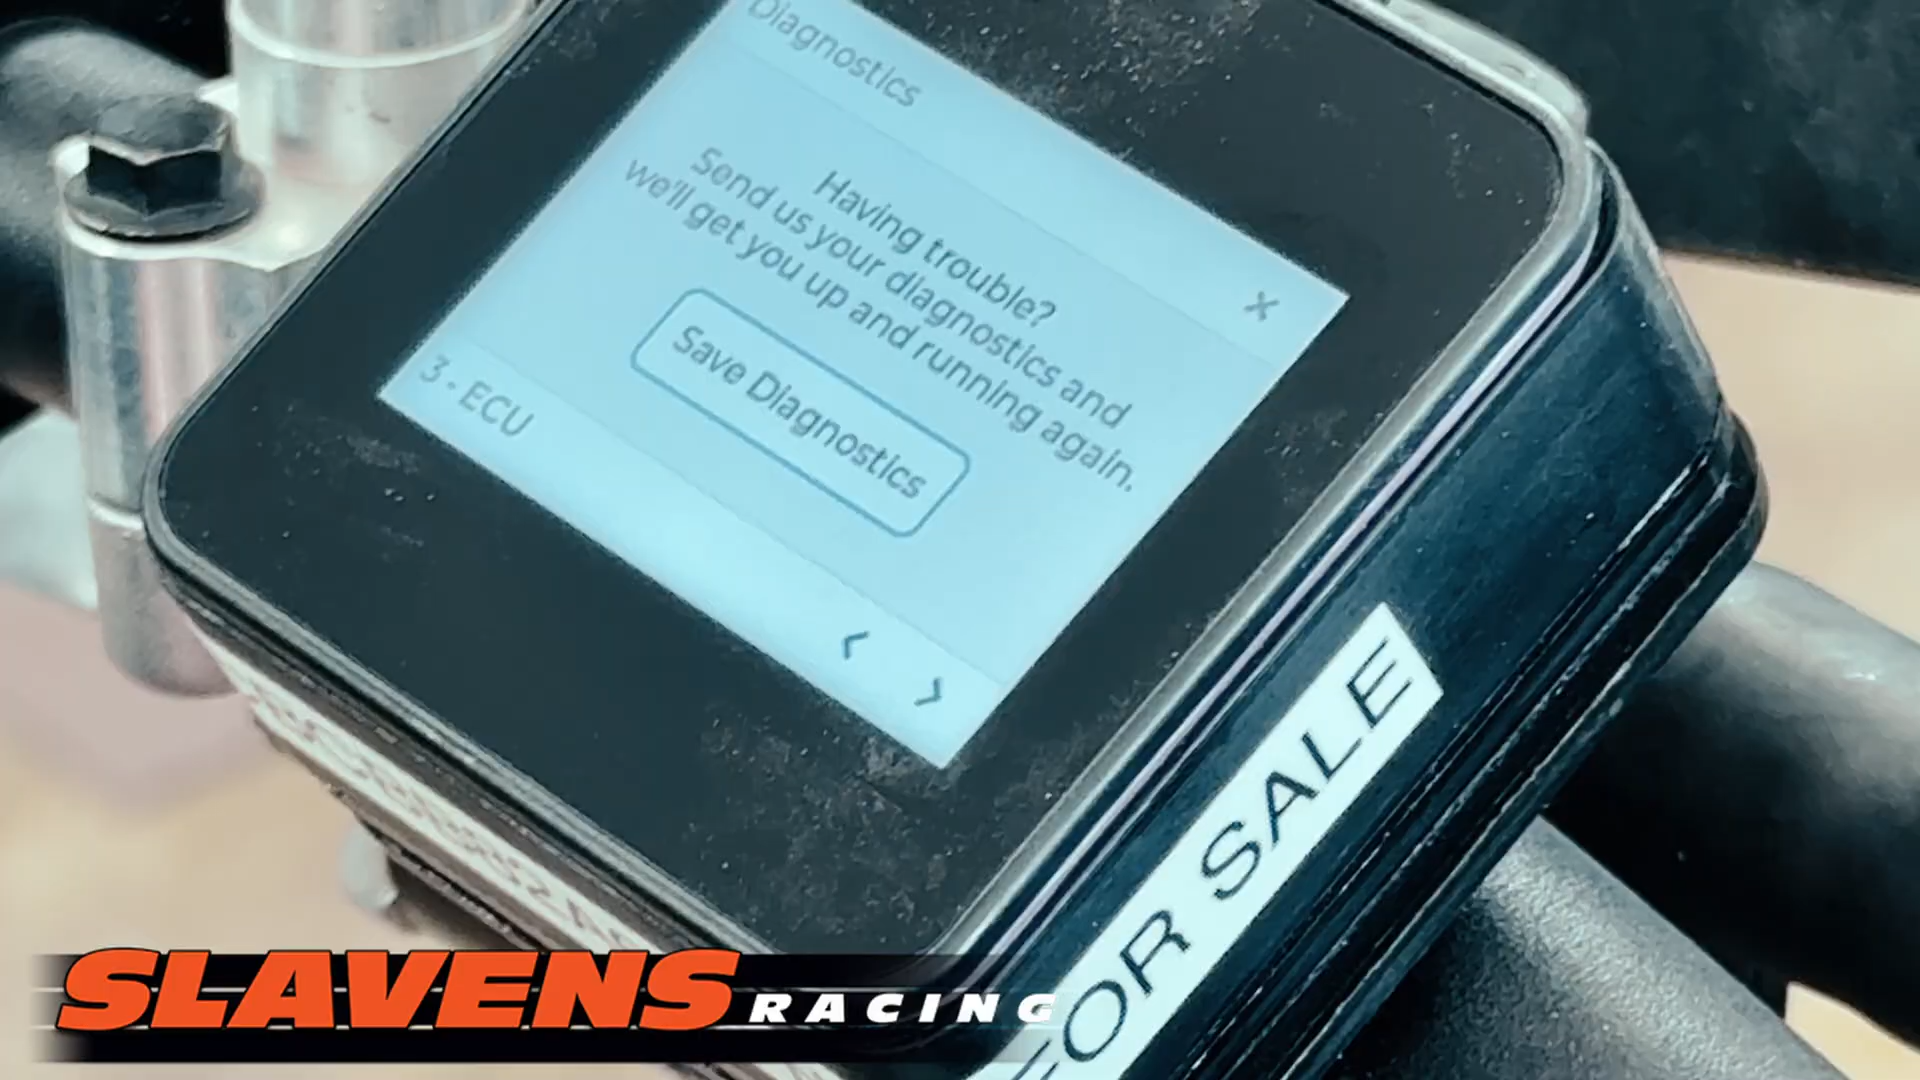 Diagnostics
X
Having trouble?
Send us your diagnostics and
we'll get you up and running again.
Save Diagnostics
3 - ECU
< >
FOR SALE
SLAVENS RACING